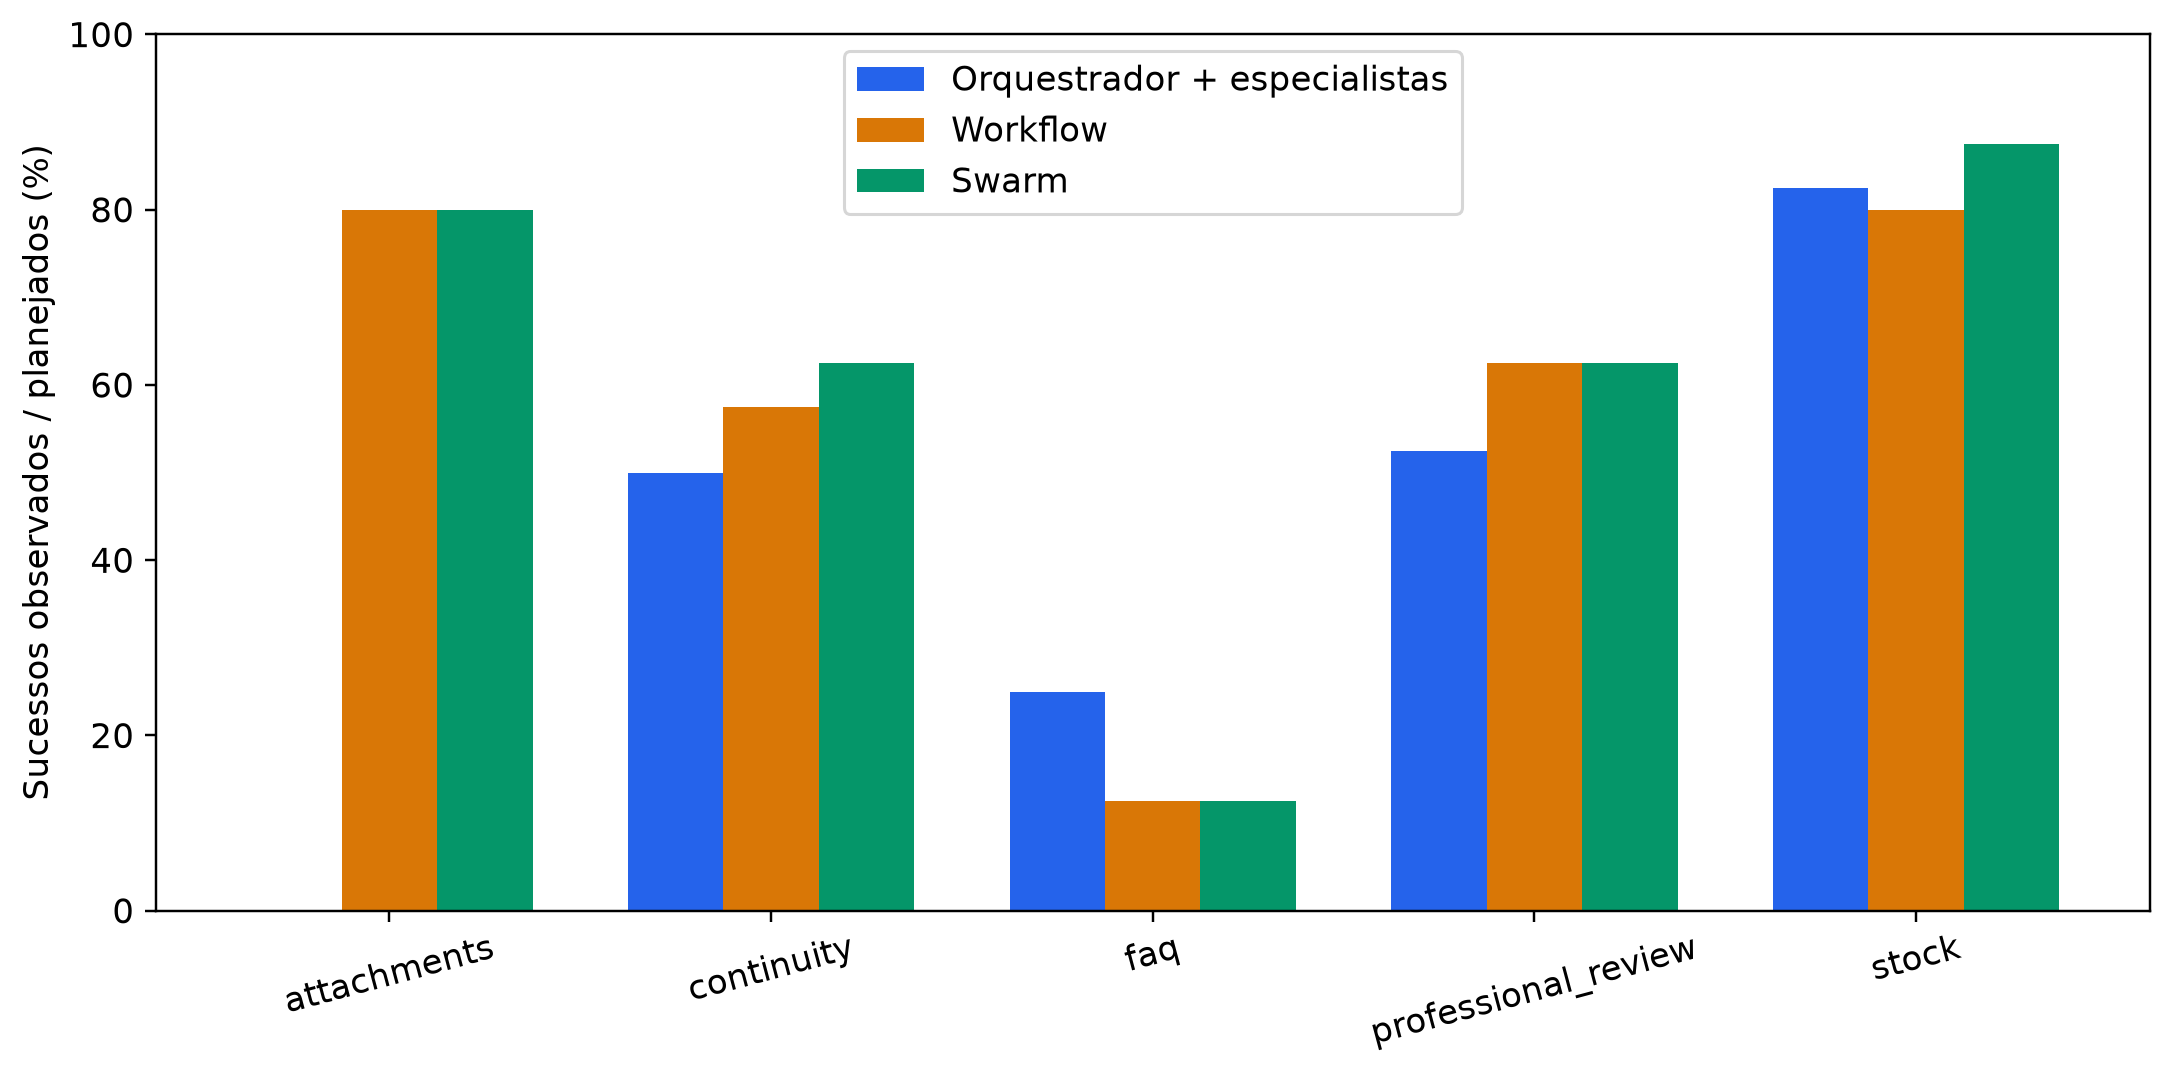 Sucessos observados / planejados (%)
100
80
60
40
20
0
Orquestrador + especialistas
Workflow
Swarm
attachments
continuity
faq
professional_review
stock